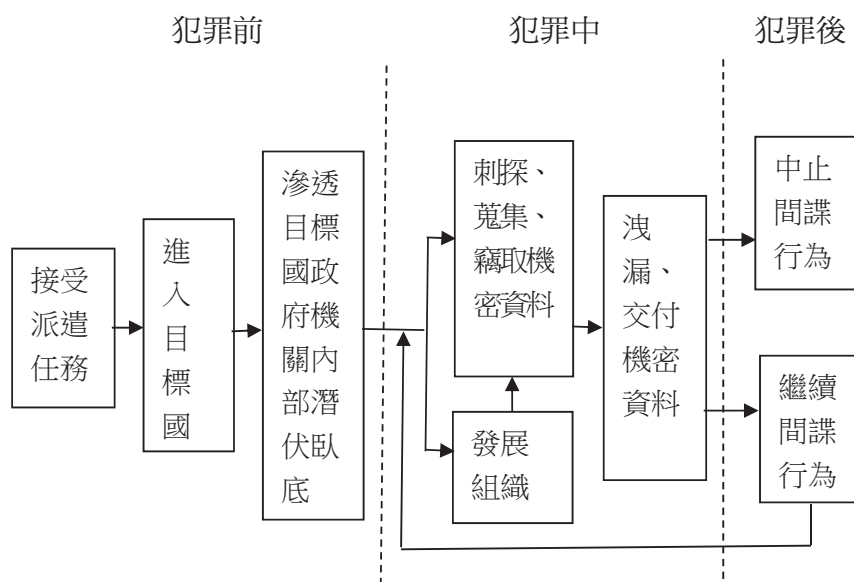 犯罪前
犯罪中
犯罪後
接受
派遣
任務
進
入
目
標
國
滲透
目標
國政
府機
關內
部潛
伏臥
底
刺探、
蒐集、
竊取機
密資料
發展
組織
洩
漏、
交付
機密
資料
中止
間諜
行為
繼續
間諜
行為